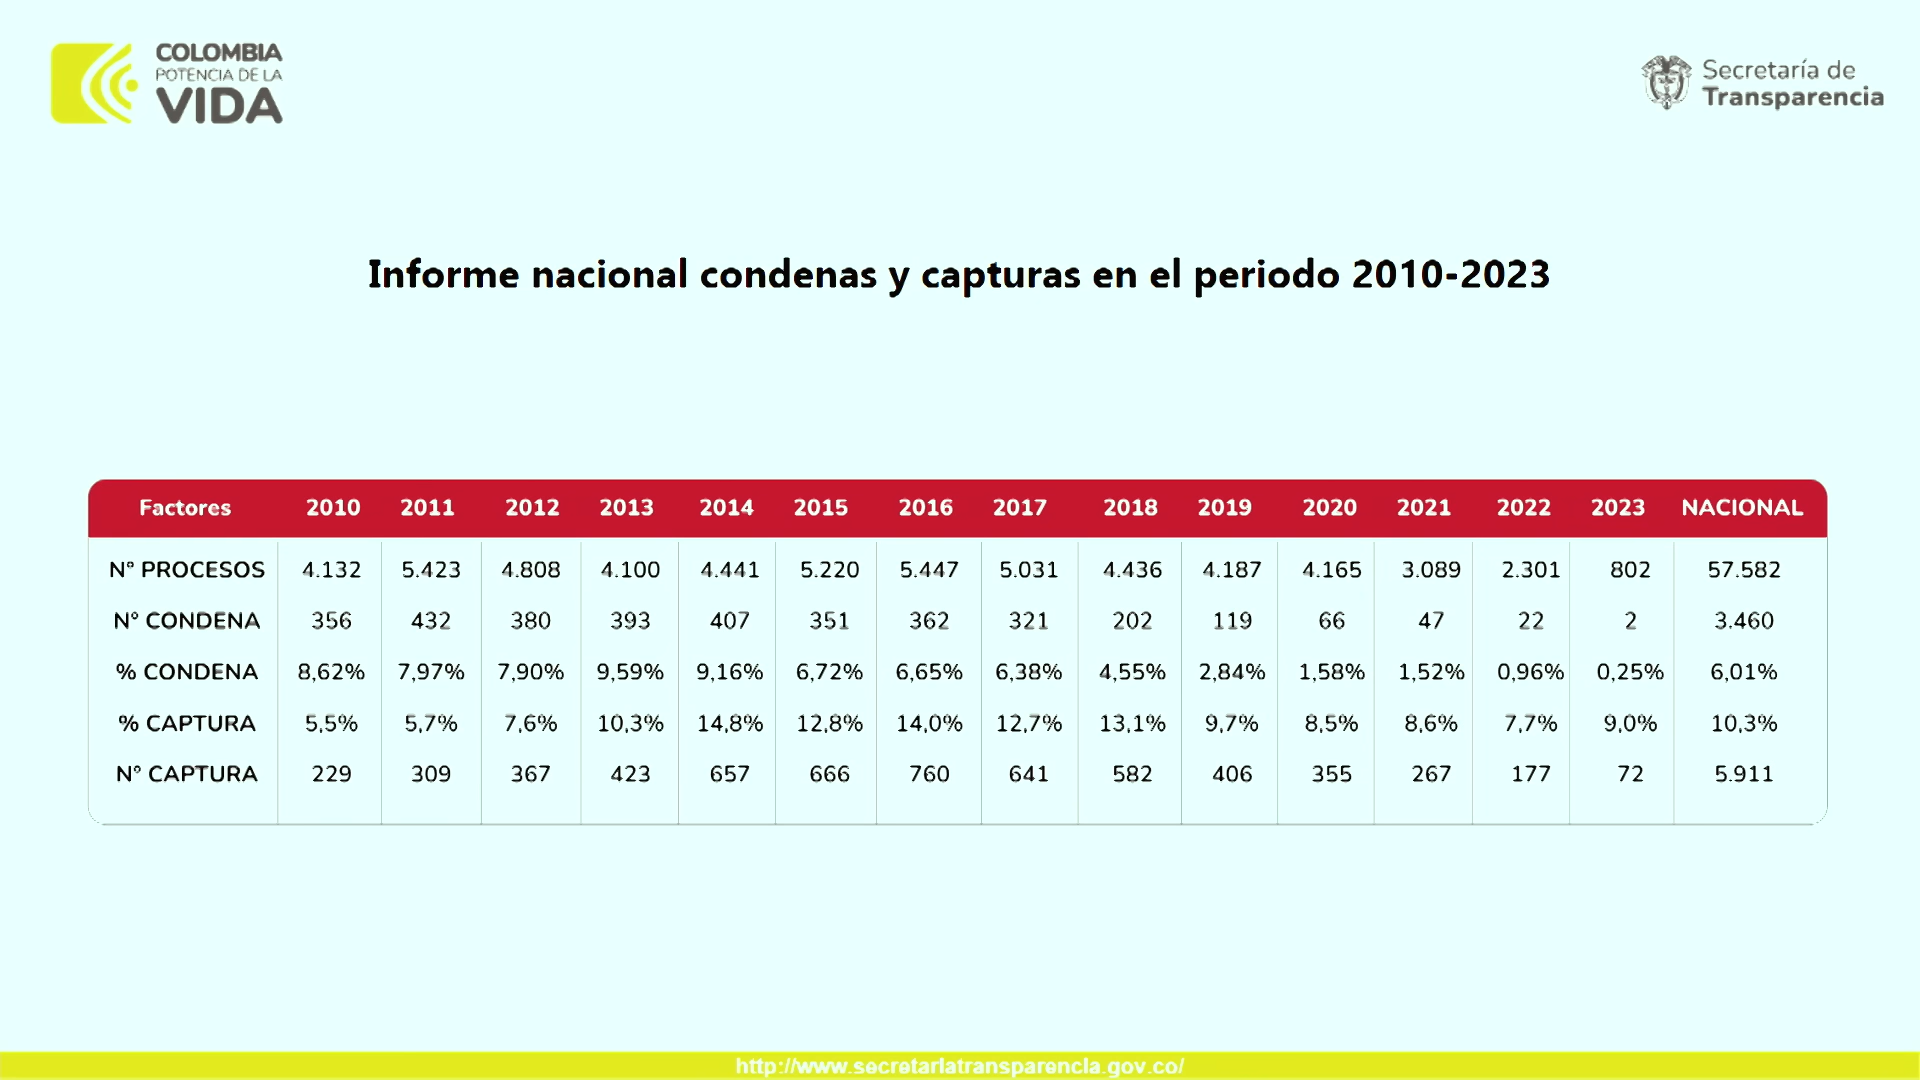 COLOMBIA
POTENCIA DE LA
VIDA
Secretaría de
Transparencia
Informe nacional condenas y capturas en el periodo 2010-2023
Factores 2010 2011 2012 2013 2014 2015 2016 2017 2018 2019 2020 2021 2022 2023 NACIONAL
N° PROCESOS 4.132 5.423 4.808 4.100 4.441 5.220 5.447 5.031 4.436 4.187 4.165 3.089 2.301 802 57.582
N° CONDENA 356 432 380 393 407 351 362 321 202 119 66 47 22 2 3.460
% CONDENA 8,62% 7,97% 7,90% 9,59% 9,16% 6,72% 6,65% 6,38% 4,55% 2,84% 1,58% 1,52% 0,96% 0,25% 6,01%
% CAPTURA 5,5% 5,7% 7,6% 10,3% 14,8% 12,8% 14,0% 12,7% 13,1% 9,7% 8,5% 8,6% 7,7% 9,0% 10,3%
N° CAPTURA 229 309 367 423 657 666 760 641 582 406 355 267 177 72 5.911
http://www.secretariatransparencia.gov.co/